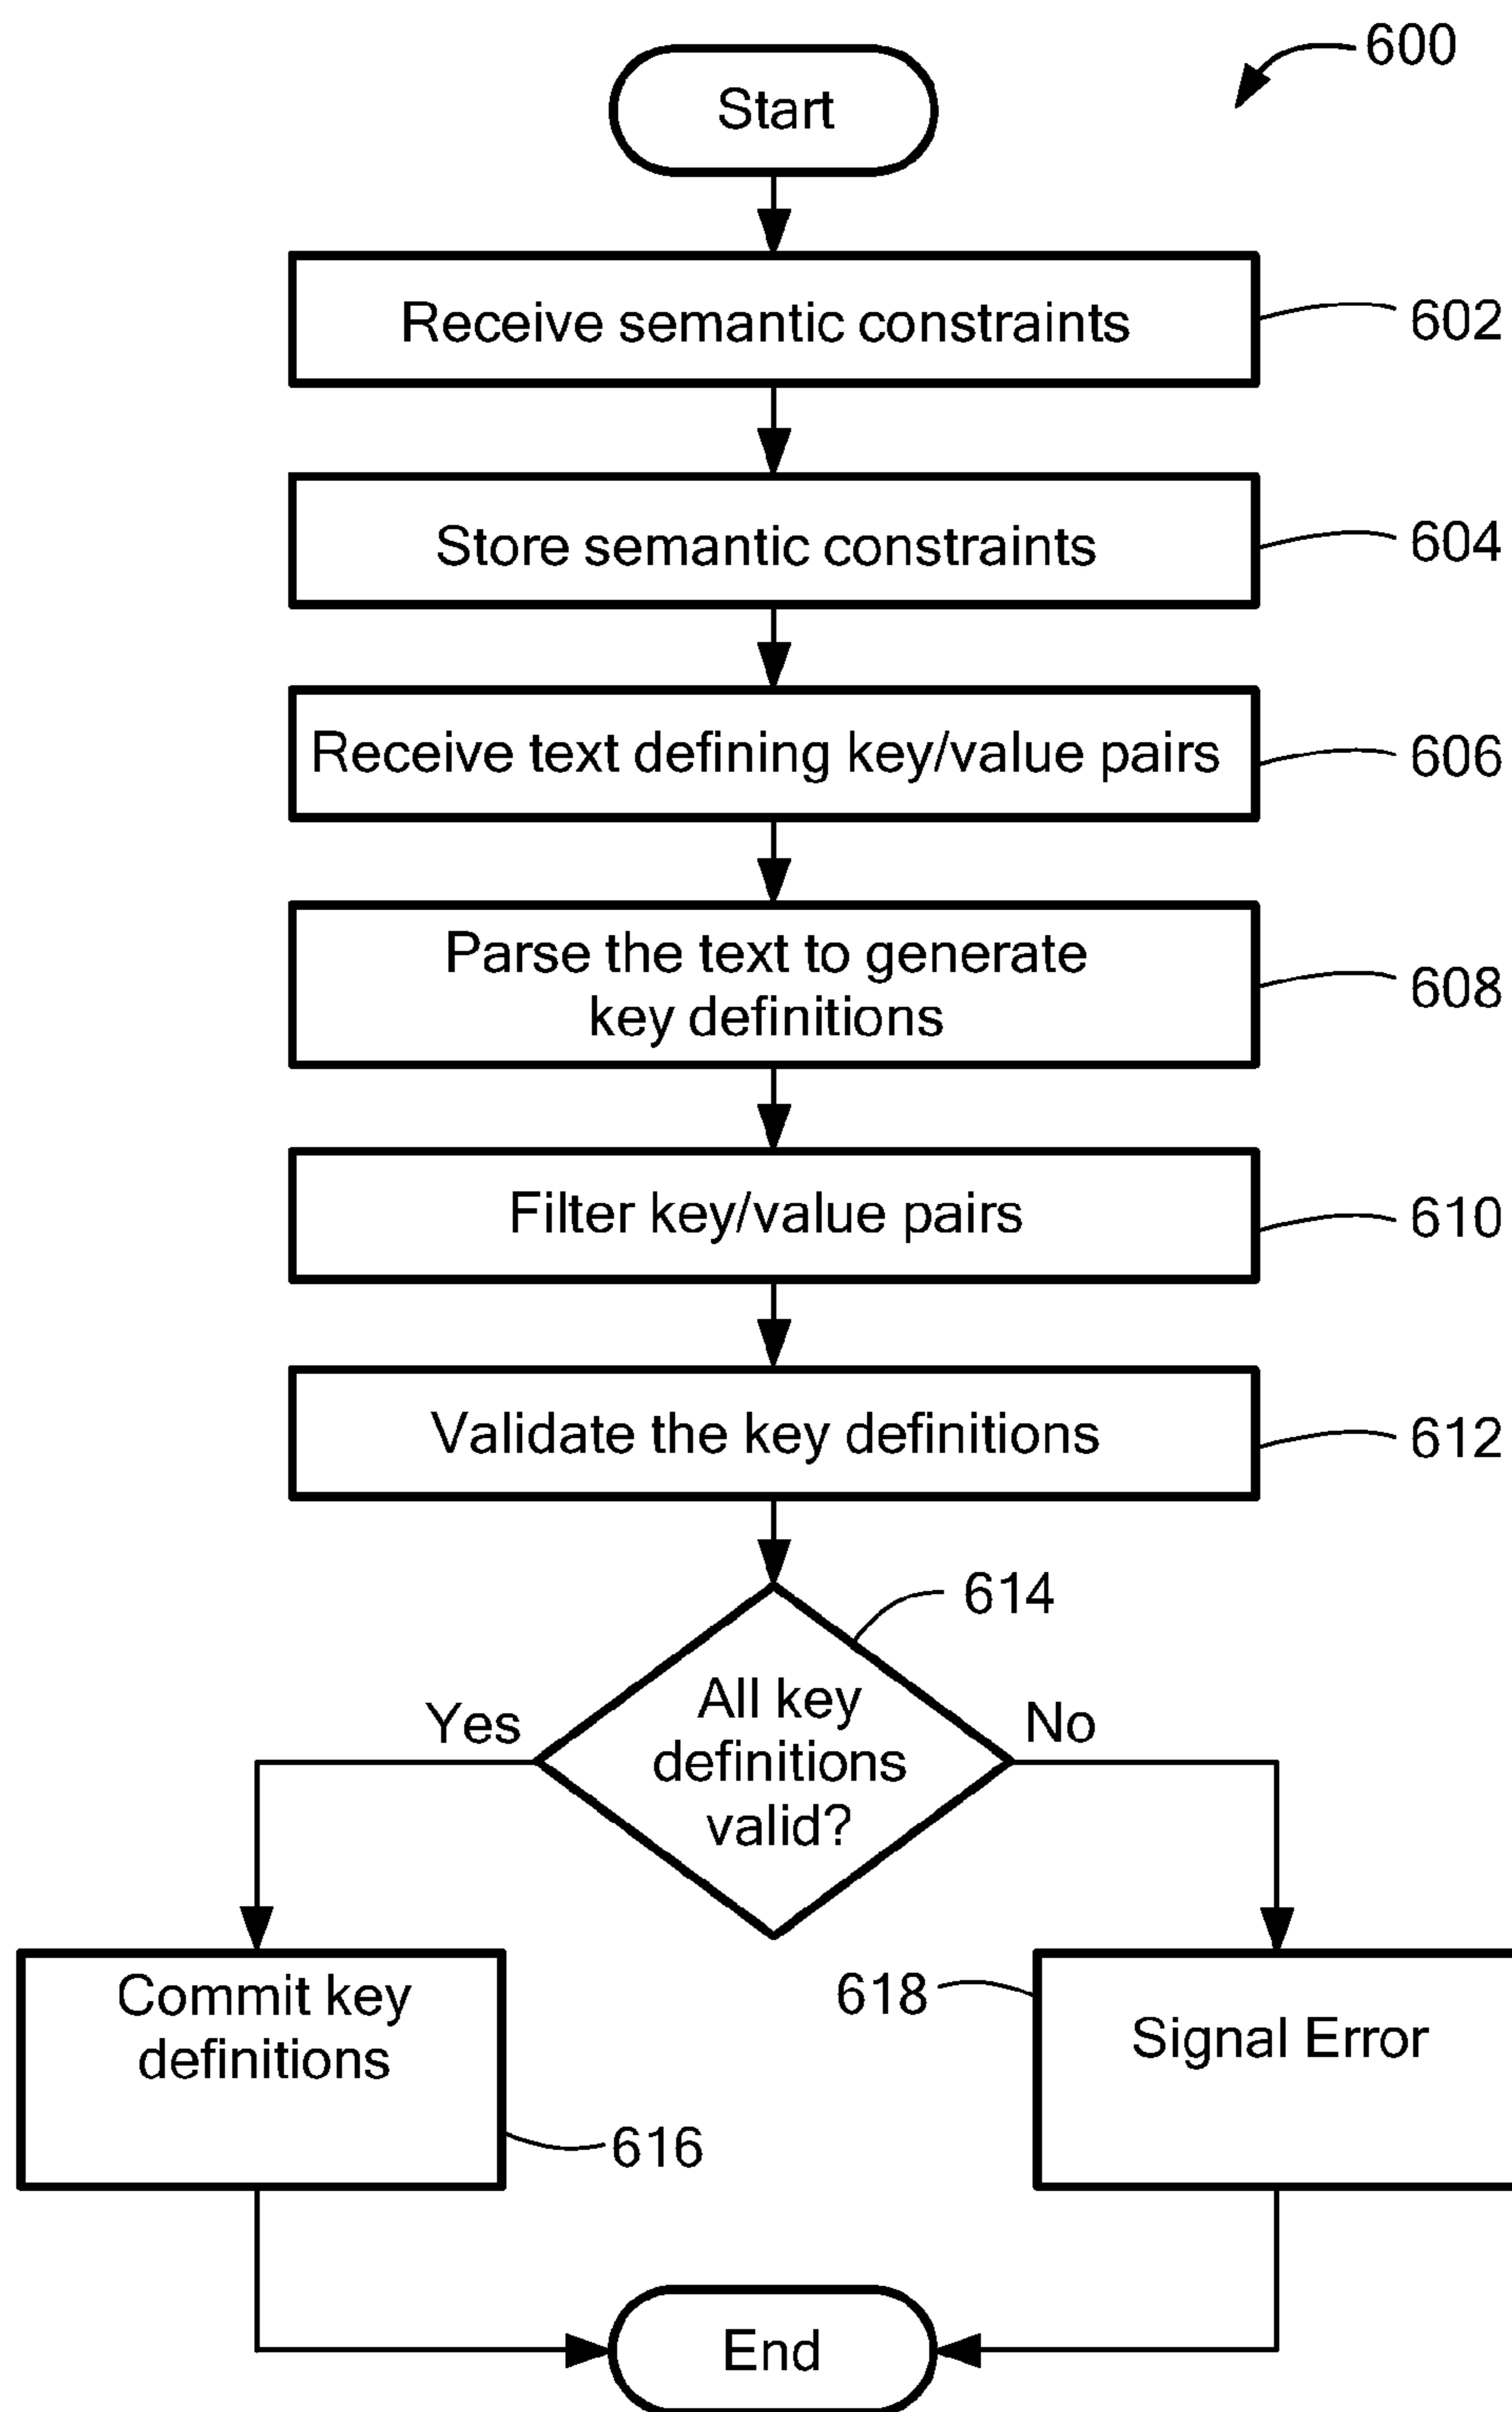 600
Start
Receive semantic constraints
602
Store semantic constraints
604
Receive text defining key/value pairs
606
Parse the text to generate
key definitions
608
Filter key/value pairs
610
Validate the key definitions
612
614
All key
definitions
valid?
Yes
No
Commit key
definitions
616
618
Signal Error
End